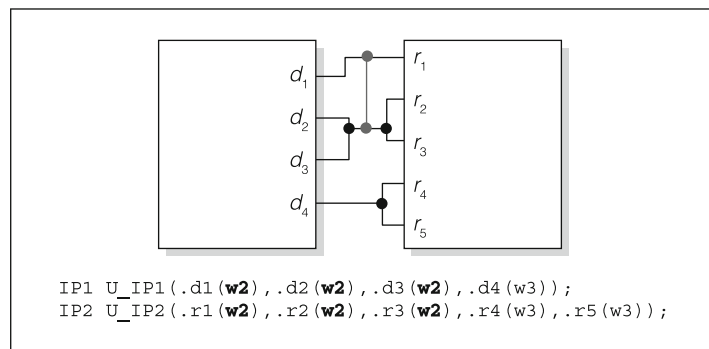 d1
d2
d3
d4
r1
r2
r3
r4
r5
IP1 U_IP1(.d1(w2),.d2(w2),.d3(w2),.d4(w3));
IP2 U_IP2(.r1(w2),.r2(w2),.r3(w2),.r4(w3),.r5(w3));